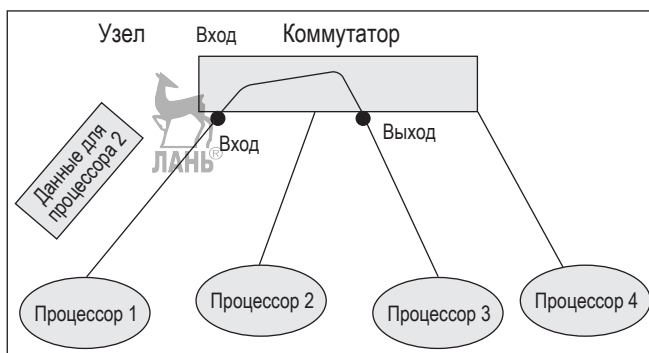 Узел Вход Коммутатор
Данные для
процессора 2
ЛАНЬ®
Вход
Выход
Процессор 1
Процессор 2
Процессор 3
Процессор 4